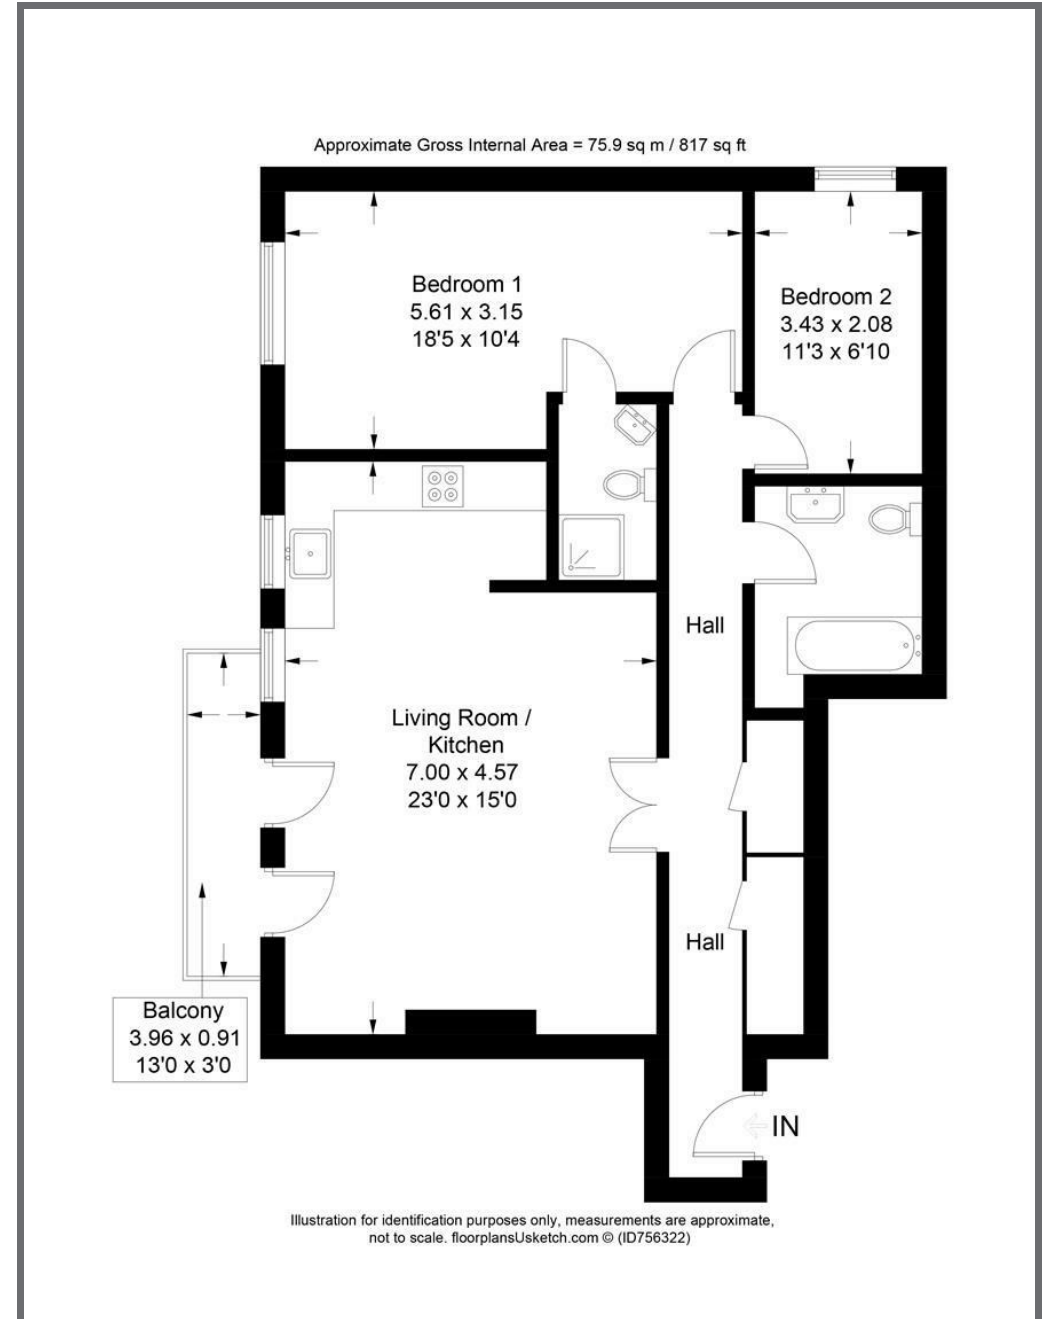 Approximate Gross Internal Area = 75.9 sq m / 817 sq ft
Bedroom 1
5.61 x 3.15
18'5 x 10'4
Bedroom 2
3.43 x 2.08
11'3 x 6'10
Hall
Living Room /
Kitchen
7.00 x 4.57
23'0 x 15'0
Hall
Balcony
3.96 x 0.91
13'0 x 3'0
IN
Illustration for identification purposes only, measurements are approximate,
not to scale. floorplansUsketch.com © (ID756322)